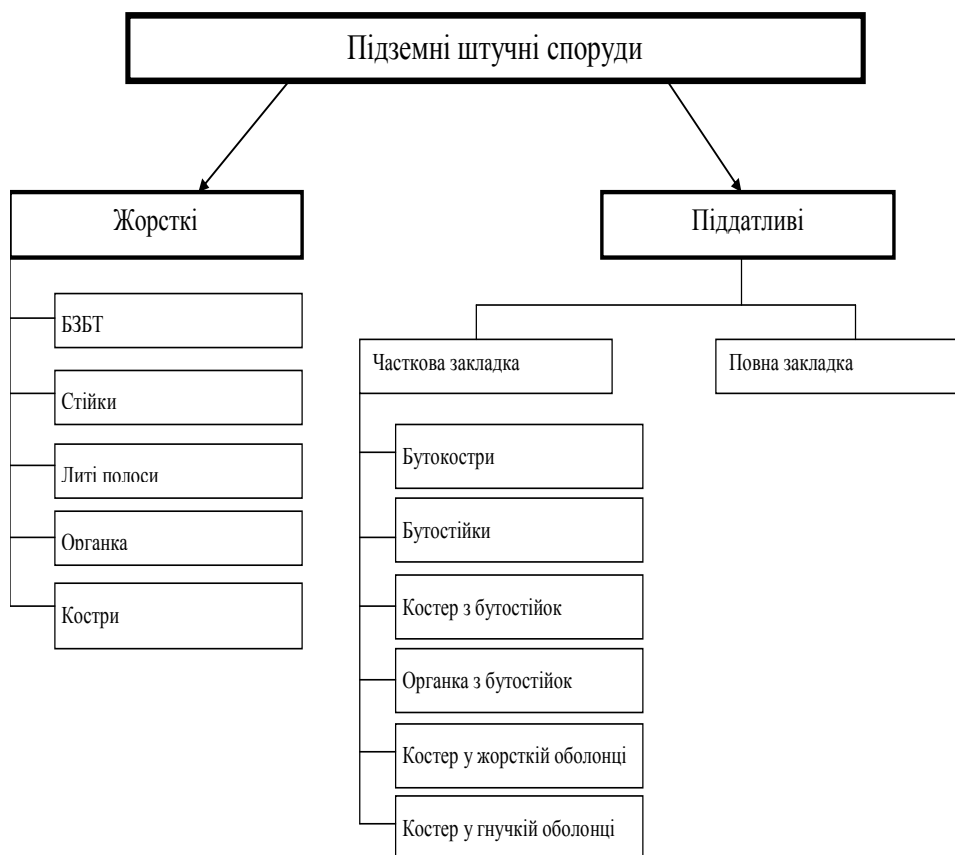 Підземні штучні споруди
Жорсткі
БЗБТ
Стійки
Литі полоси
Органка
Костри
Піддатливі
Часткова закладка
Повна закладка
Бутокостри
Бутостійки
Костер з бутостійок
Органка з бутостійок
Костер у жорсткій оболонці
Костер у гнучкій оболонці